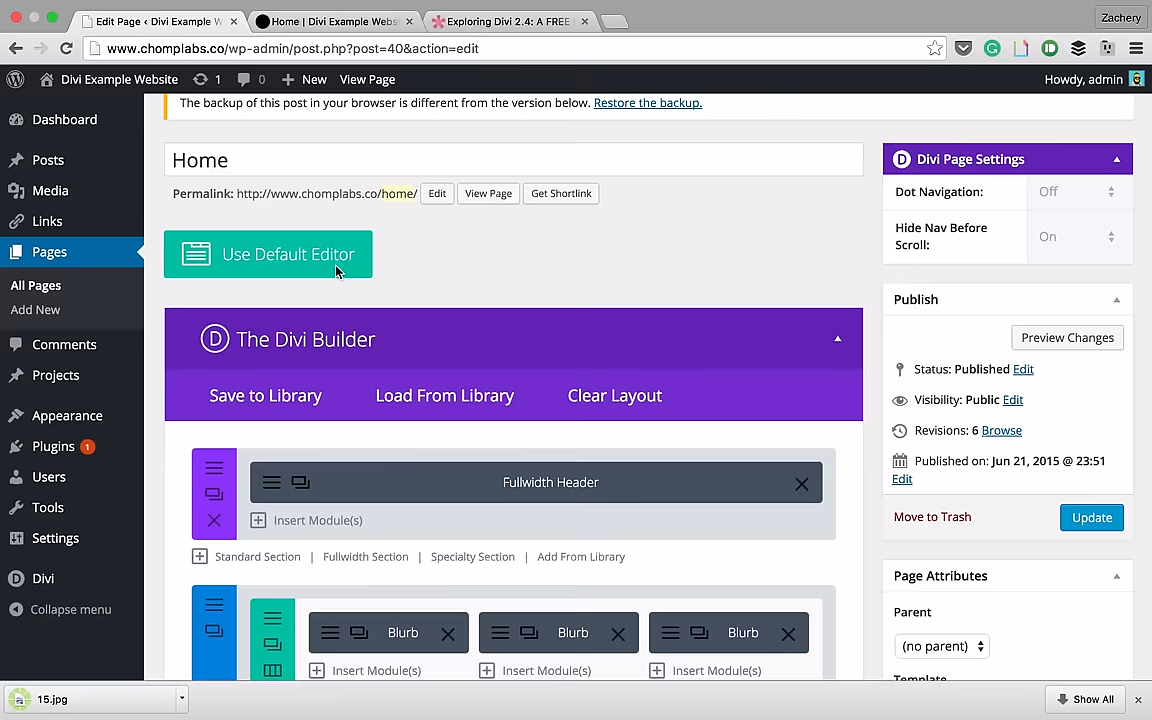 Edit Page ‹ Divi Example W
Home | Divi Example Webs
Exploring Divi 2.4: A FREE
Zachery
www.chomplabs.co/wp-admin/post.php?post=40&action=edit
Divi Example Website
1
0
New
View Page
Howdy, admin
Dashboard
Posts
Media
Links
Pages
All Pages
Add New
Comments
Projects
Appearance
Plugins 1
Users
Tools
Settings
Divi
Collapse menu
The backup of this post in your browser is different from the version below. Restore the backup.
Home
Permalink: http://www.chomplabs.co/home/
Edit
View Page
Get Shortlink
Use Default Editor
D The Divi Builder
Save to Library
Load From Library
Clear Layout
Fullwidth Header
Insert Module(s)
Standard Section | Fullwidth Section | Specialty Section | Add From Library
Blurb
Blurb
Blurb
Insert Module(s)
Insert Module(s)
Insert Module(s)
D Divi Page Settings
Dot Navigation:
Off
Hide Nav Before
Scroll:
On
Publish
Preview Changes
Status: Published Edit
Visibility: Public Edit
Revisions: 6 Browse
Published on: Jun 21, 2015 @ 23:51
Edit
Move to Trash
Update
Page Attributes
Parent
(no parent)
Template
15.jpg
Show All